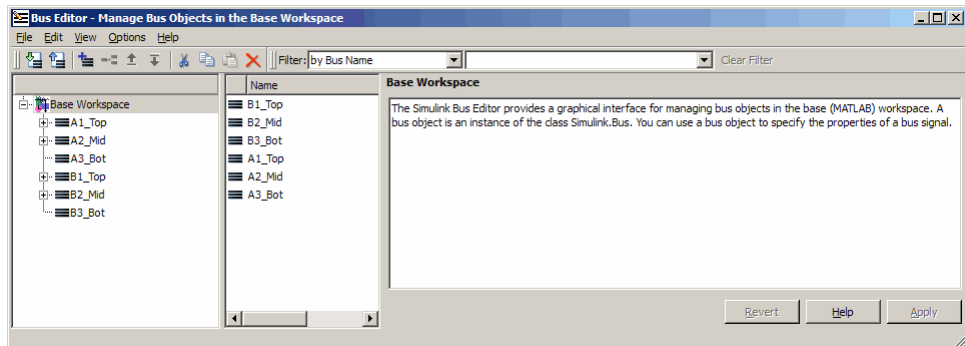 Bus Editor - Manage Bus Objects in the Base Workspace
File Edit View Options Help
Filter: by Bus Name Clear Filter
Base Workspace
A1_Top
A2_Mid
A3_Bot
B1_Top
B2_Mid
B3_Bot
Name
B1_Top
B2_Mid
B3_Bot
A1_Top
A2_Mid
A3_Bot
Base Workspace
The Simulink Bus Editor provides a graphical interface for managing bus objects in the base (MATLAB) workspace. A
bus object is an instance of the class Simulink.Bus. You can use a bus object to specify the properties of a bus signal.
Revert Help Apply